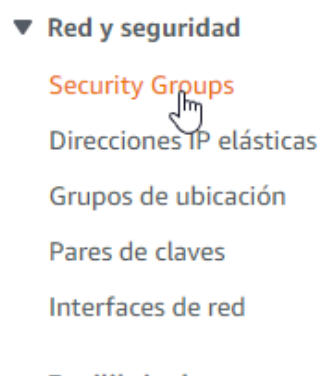 Red y seguridad
Security Groups
Direcciones IP elásticas
Grupos de ubicación
Pares de claves
Interfaces de red